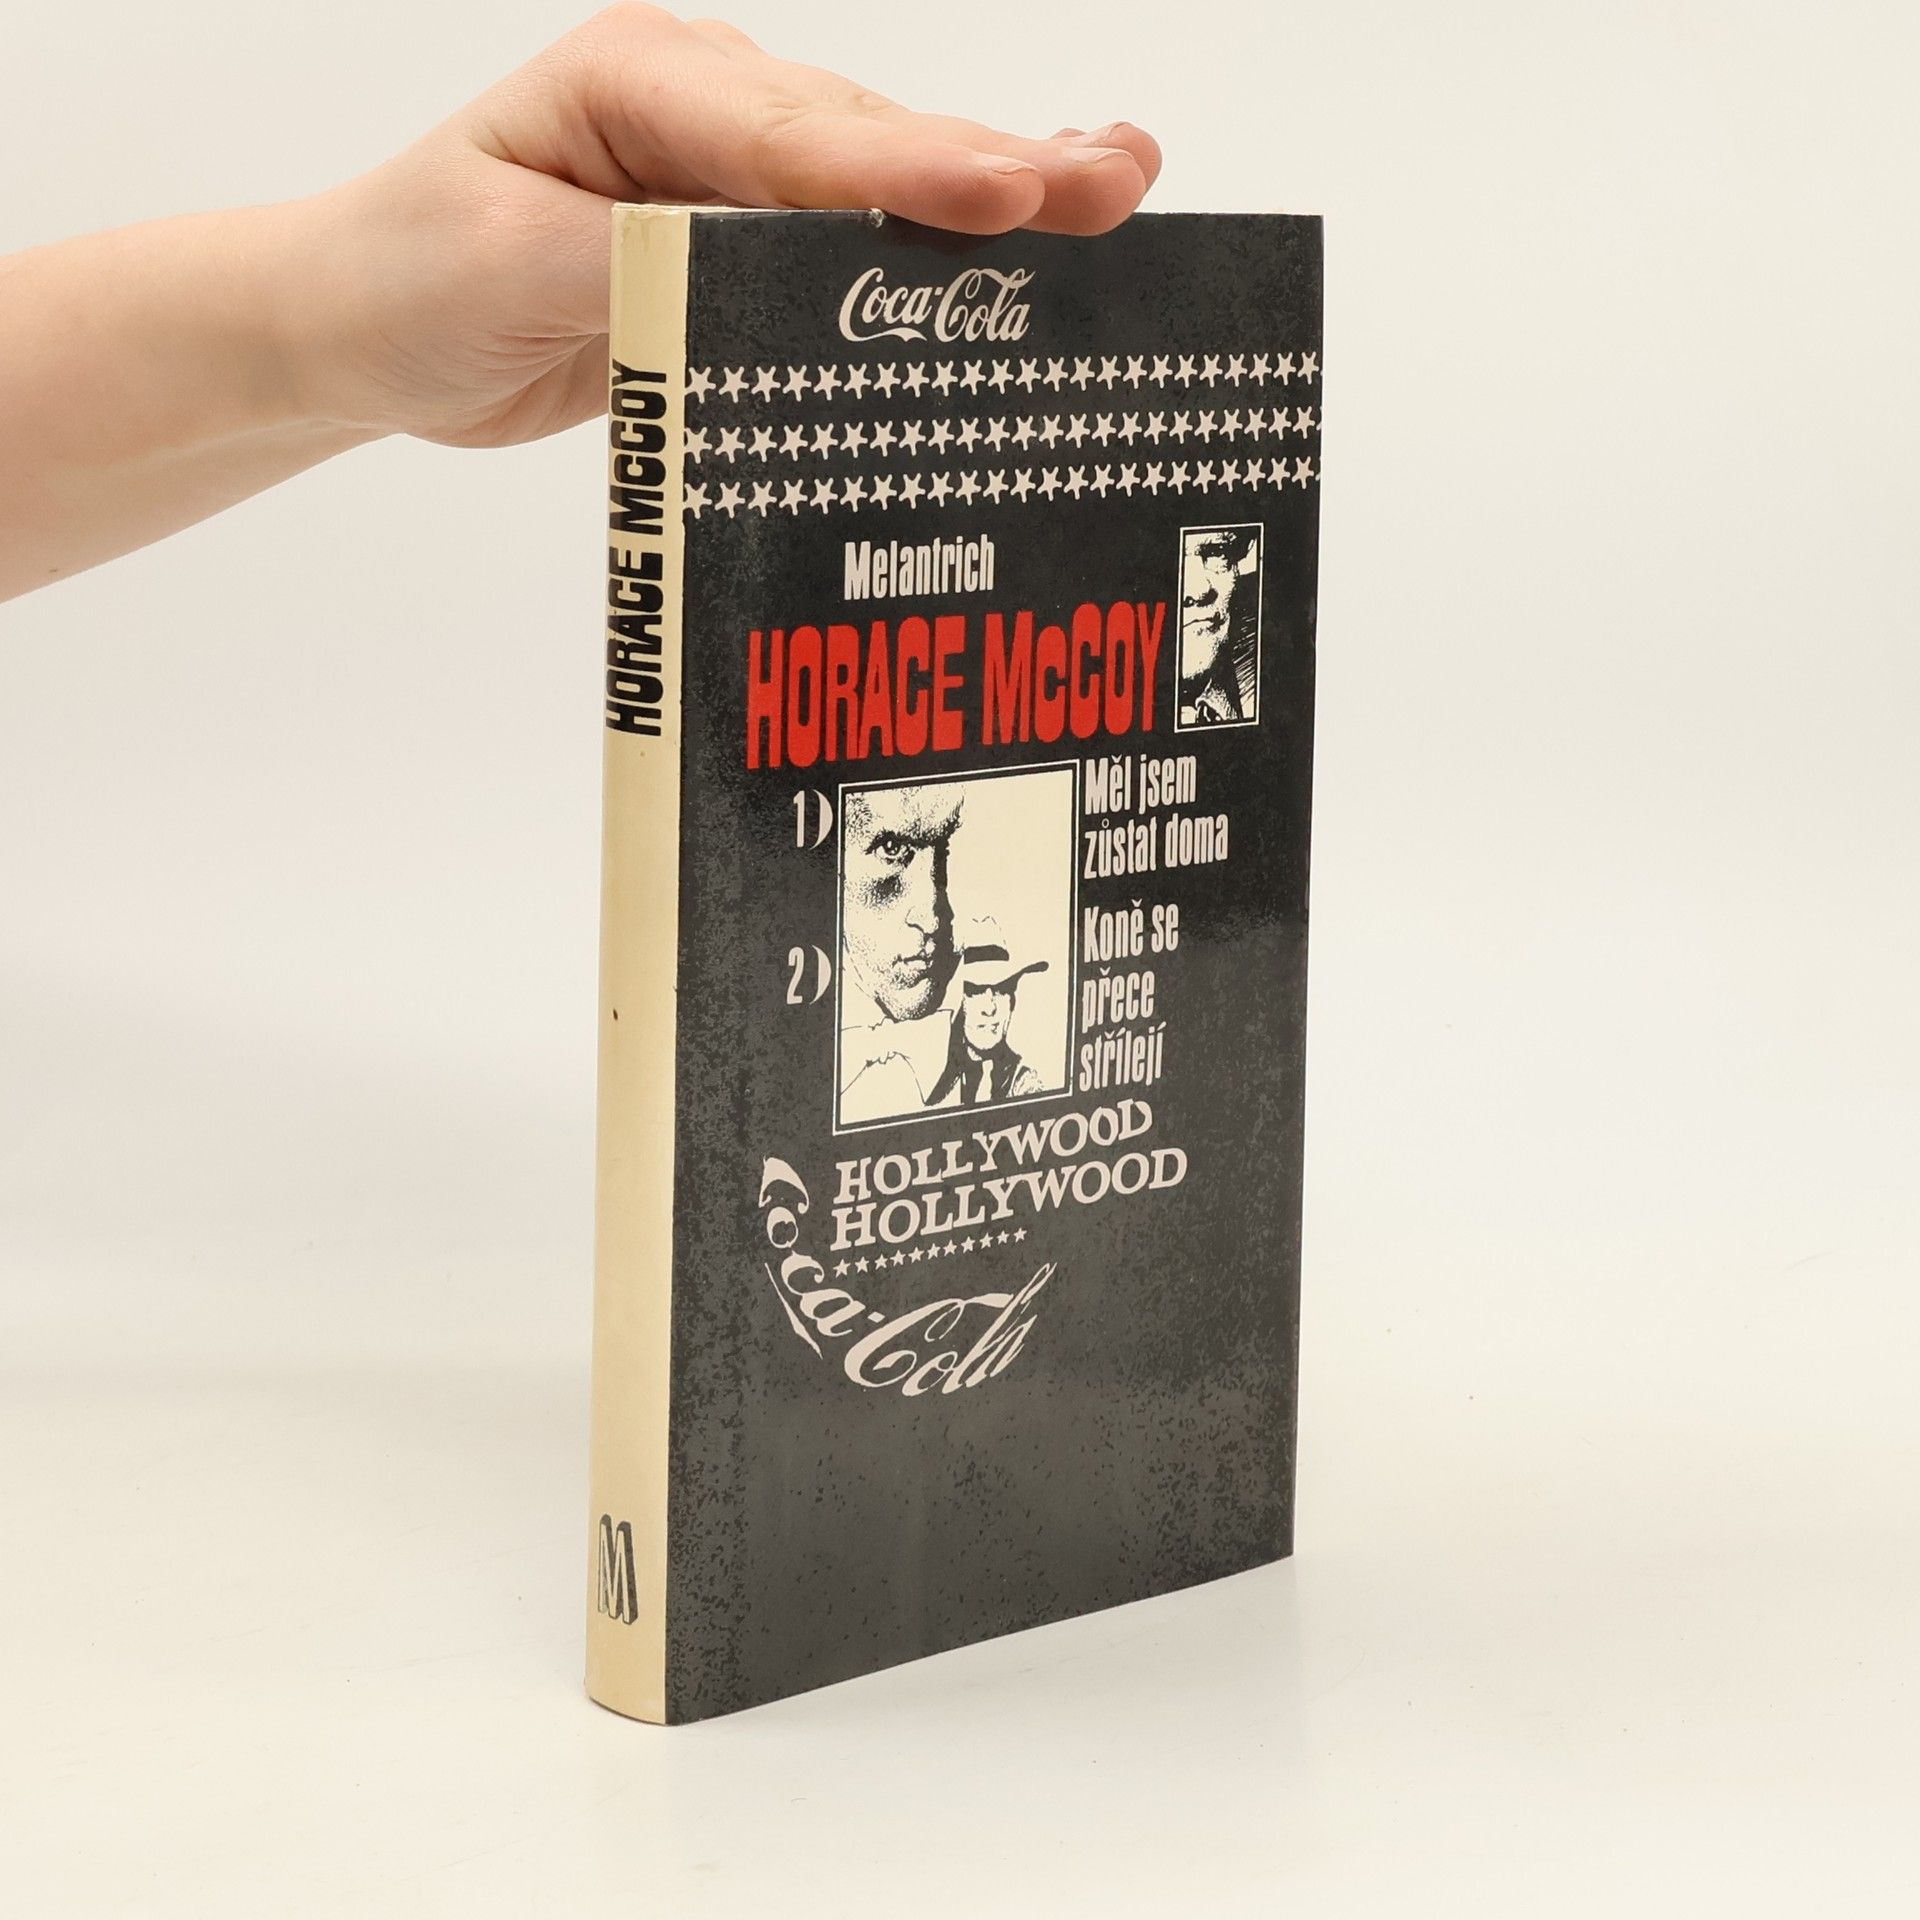 HORACE McCOY
M
Coca-Cola
Melantrich
HORACE McCOY
1)
Měl jsem
zůstat doma
2)
Koně se
přece
střílejí
HOLLYWOOD
HOLLYWOOD
Coca-Cola